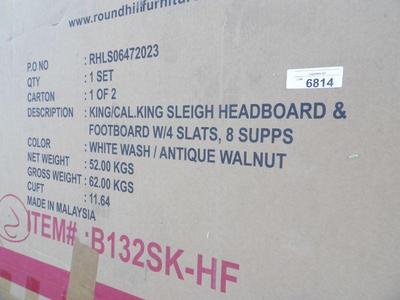 www.roundhillfurniture
P.O NO : RHLS06472023
QTY : 1 SET
CARTON : 1 OF 2
DESCRIPTION : KING/CAL.KING SLEIGH HEADBOARD &
FOOTBOARD W/4 SLATS, 8 SUPPS
COLOR : WHITE WASH / ANTIQUE WALNUT
NET WEIGHT : 52.00 KGS
GROSS WEIGHT : 62.00 KGS
CUFT : 11.64
MADE IN MALAYSIA
ITEM# : B132SK-HF
6814
2